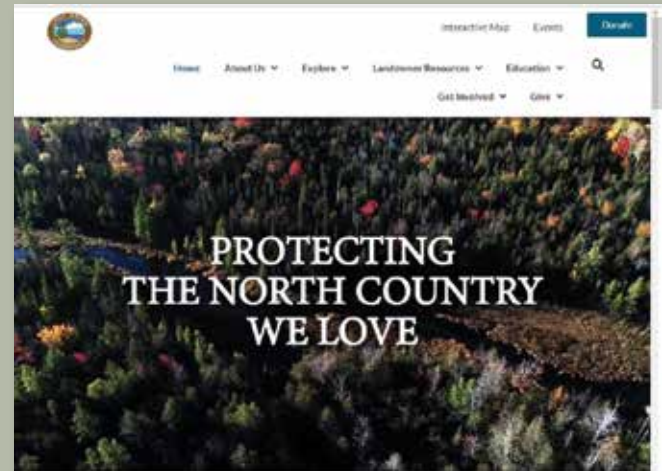 Interactive Map Events Donate
Home About Us Explore Landowner Resources Education
Get Involved Give
PROTECTING
THE NORTH COUNTRY
WE LOVE